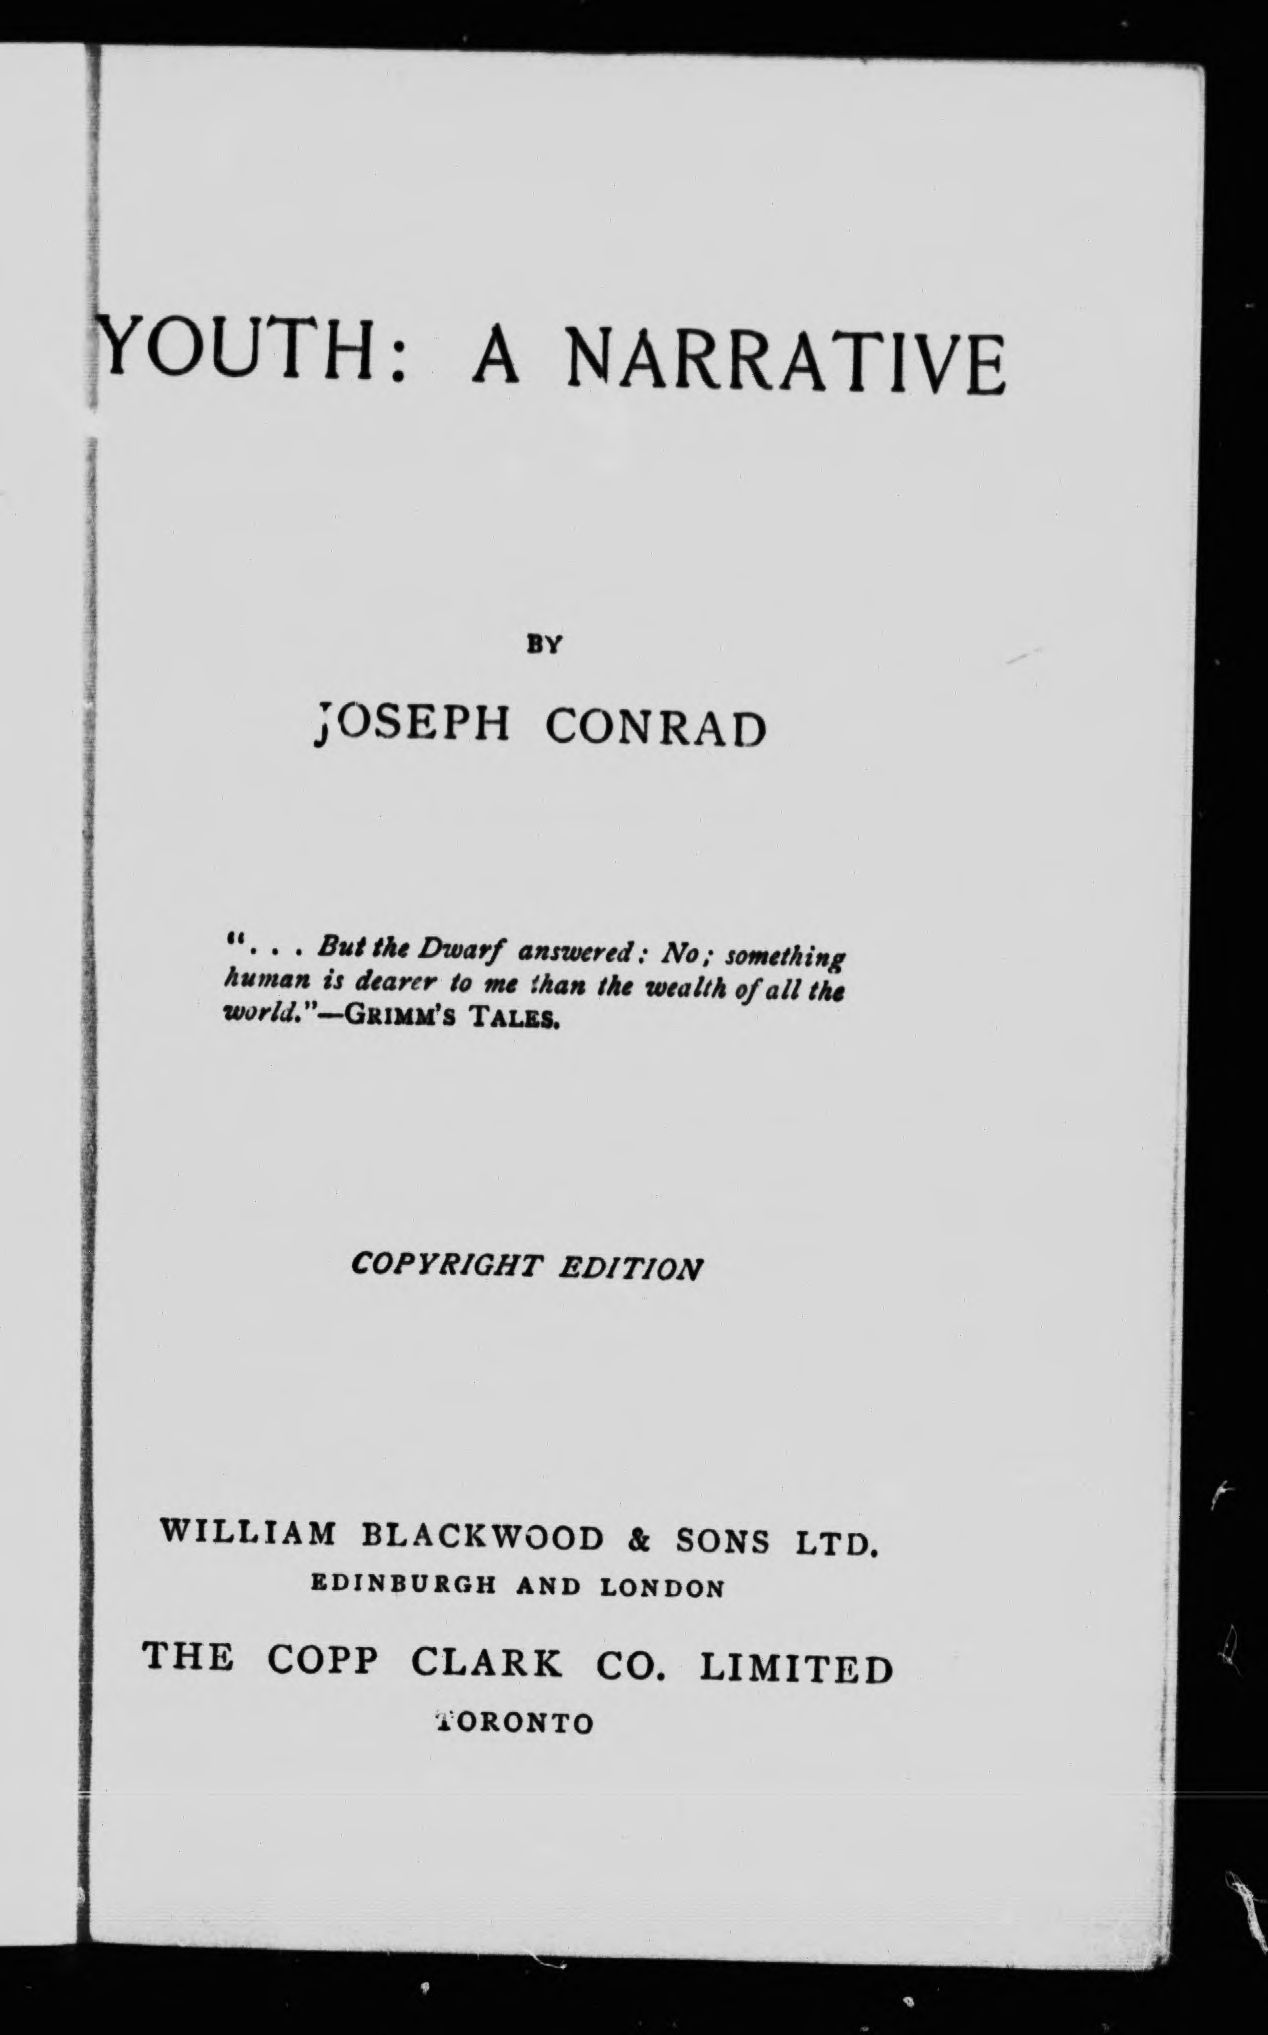 YOUTH: A NARRATIVE
BY
JOSEPH CONRAD
". . . But the Dwarf answered: No; something
human is dearer to me than the wealth of all the
world."—GRIMM'S TALES.
COPYRIGHT EDITION
WILLIAM BLACKWOOD & SONS LTD.
EDINBURGH AND LONDON
THE COPP CLARK CO. LIMITED
TORONTO